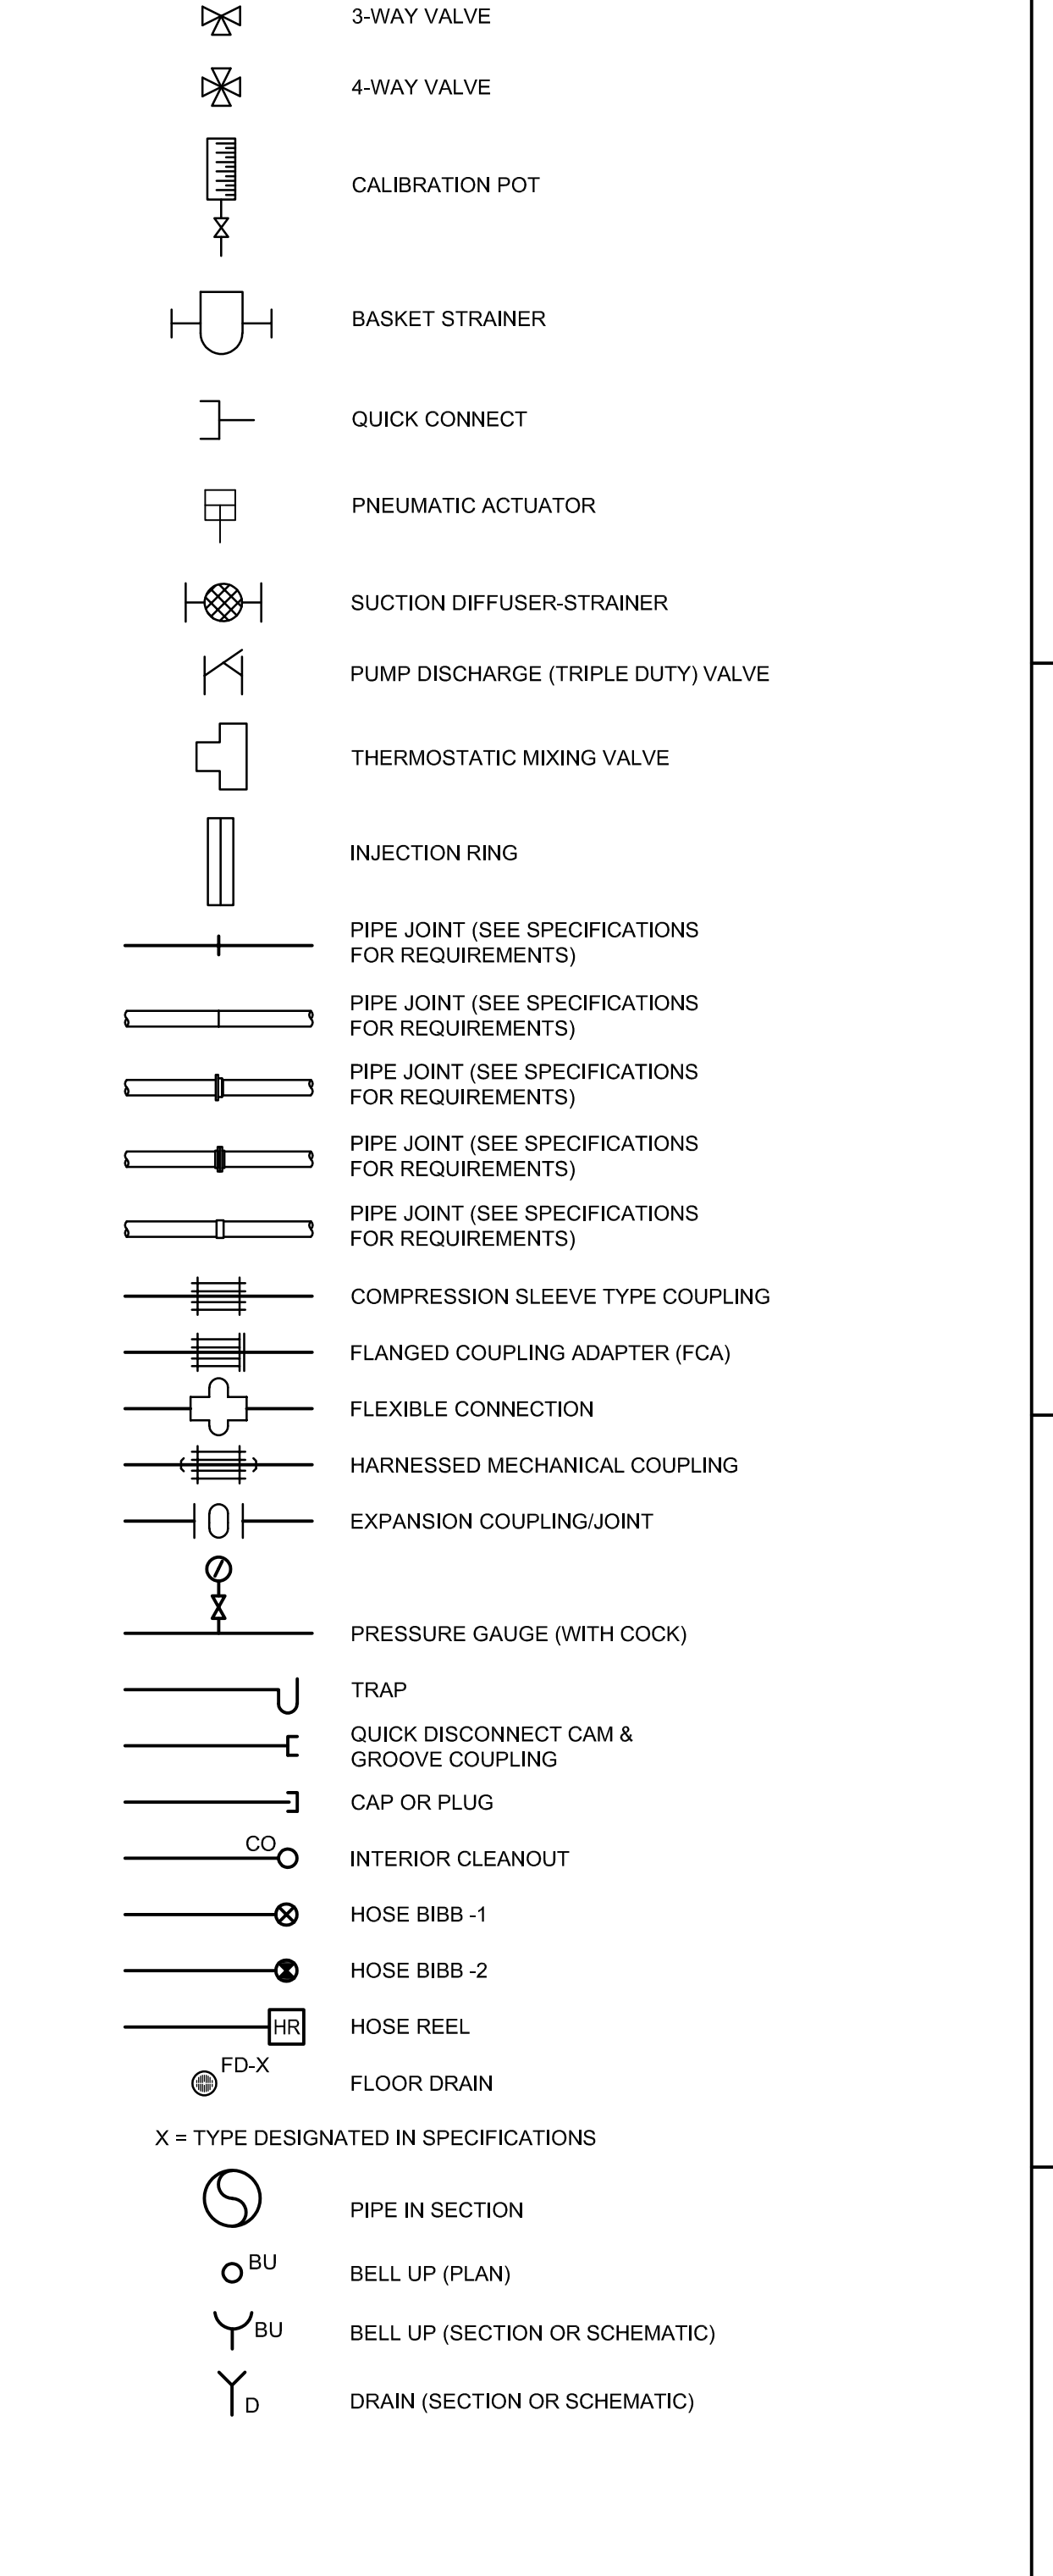 3-WAY VALVE
4-WAY VALVE
CALIBRATION POT
BASKET STRAINER
QUICK CONNECT
PNEUMATIC ACTUATOR
SUCTION DIFFUSER-STRAINER
PUMP DISCHARGE (TRIPLE DUTY) VALVE
THERMOSTATIC MIXING VALVE
INJECTION RING
PIPE JOINT (SEE SPECIFICATIONS
FOR REQUIREMENTS)
PIPE JOINT (SEE SPECIFICATIONS
FOR REQUIREMENTS)
PIPE JOINT (SEE SPECIFICATIONS
FOR REQUIREMENTS)
PIPE JOINT (SEE SPECIFICATIONS
FOR REQUIREMENTS)
PIPE JOINT (SEE SPECIFICATIONS
FOR REQUIREMENTS)
COMPRESSION SLEEVE TYPE COUPLING
FLANGED COUPLING ADAPTER (FCA)
FLEXIBLE CONNECTION
HARNESSED MECHANICAL COUPLING
EXPANSION COUPLING/JOINT
PRESSURE GAUGE (WITH COCK)
TRAP
QUICK DISCONNECT CAM &
GROOVE COUPLING
CAP OR PLUG
CO
INTERIOR CLEANOUT
HOSE BIBB -1
HOSE BIBB -2
HR HOSE REEL
FD-X
FLOOR DRAIN
X = TYPE DESIGNATED IN SPECIFICATIONS
PIPE IN SECTION
BU
BELL UP (PLAN)
BU BELL UP (SECTION OR SCHEMATIC)
D DRAIN (SECTION OR SCHEMATIC)